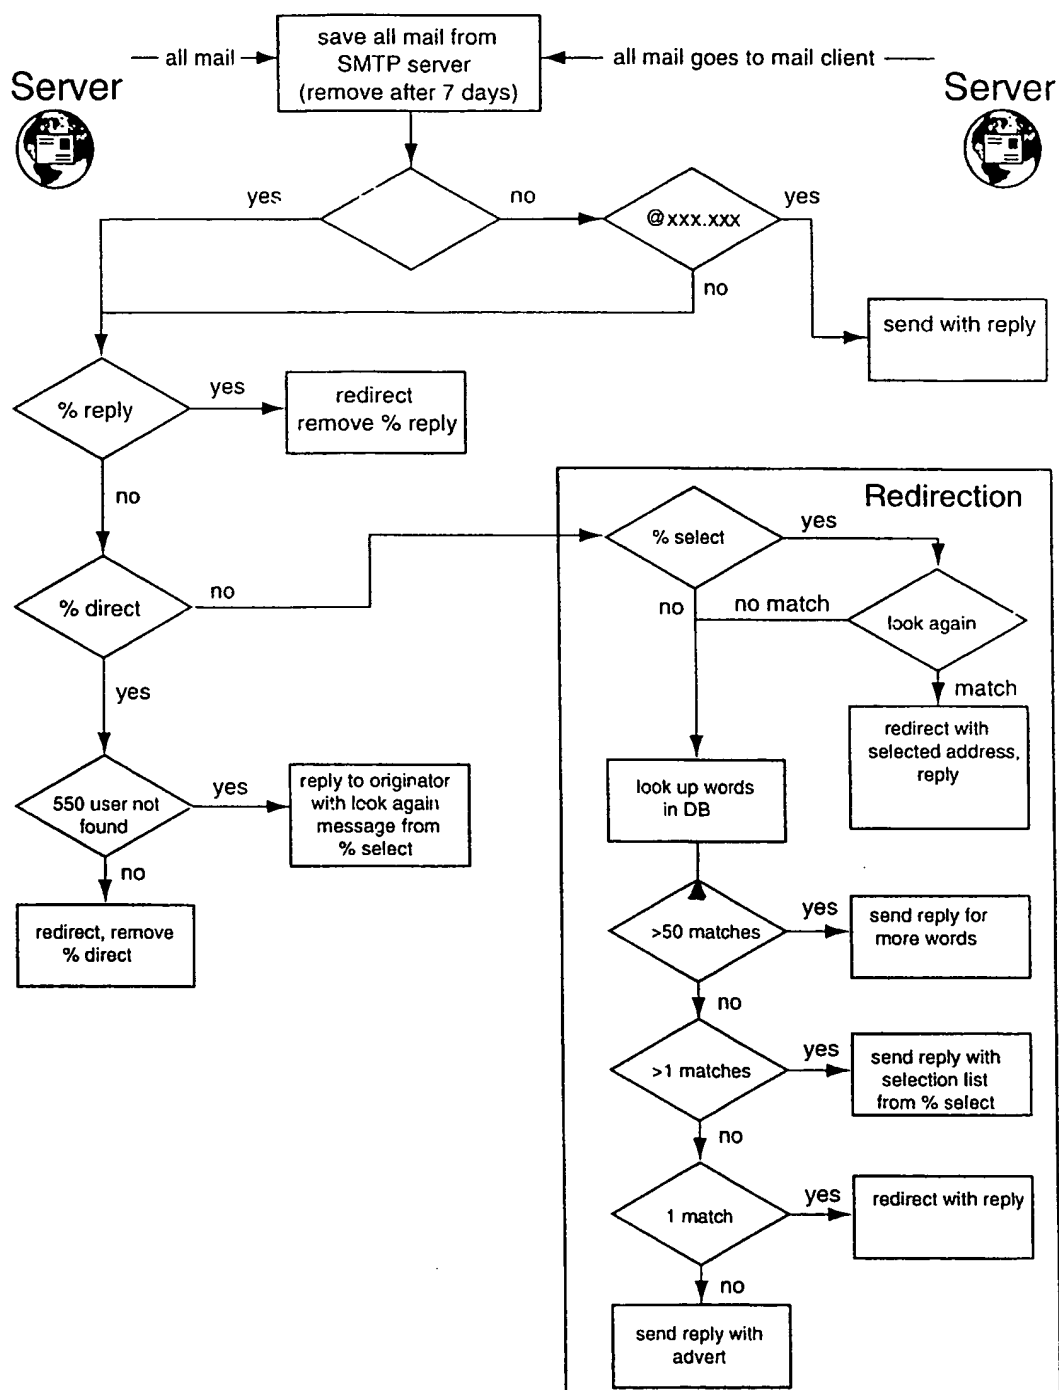 all mail
save all mail from
SMTP server
(remove after 7 days)
all mail goes to mail client
Server
Server
yes
no
@xxx.xxx
yes
no
send with reply
% reply
yes
redirect
remove % reply
no
Redirection
% select
yes
% direct
no
no
no match
look again
yes
match
redirect with
selected address,
reply
550 user not
found
yes
reply to originator
with look again
message from
% select
look up words
in DB
no
redirect, remove
% direct
>50 matches
yes
send reply for
more words
no
>1 matches
yes
send reply with
selection list
from % select
no
1 match
yes
redirect with reply
no
send reply with
advert